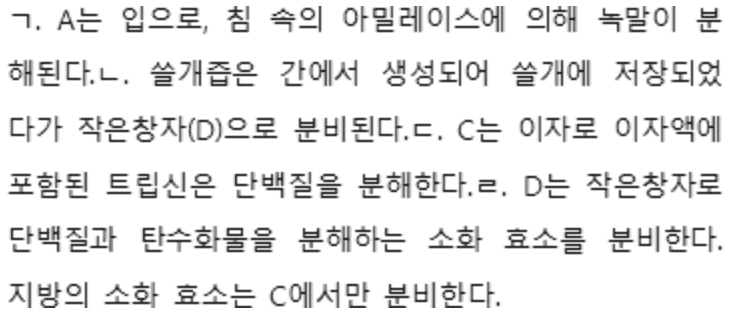 ㄱ. A는 입으로, 침 속의 아밀레이스에 의해 녹말이 분
해된다.ㄴ. 쓸개즙은 간에서 생성되어 쓸개에 저장되었
다가 작은창자(D)으로 분비된다.ㄷ. C는 이자로 이자액에
포함된 트립신은 단백질을 분해한다.ㄹ. D는 작은창자로
단백질과 탄수화물을 분해하는 소화 효소를 분비한다.
지방의 소화 효소는 C에서만 분비한다.